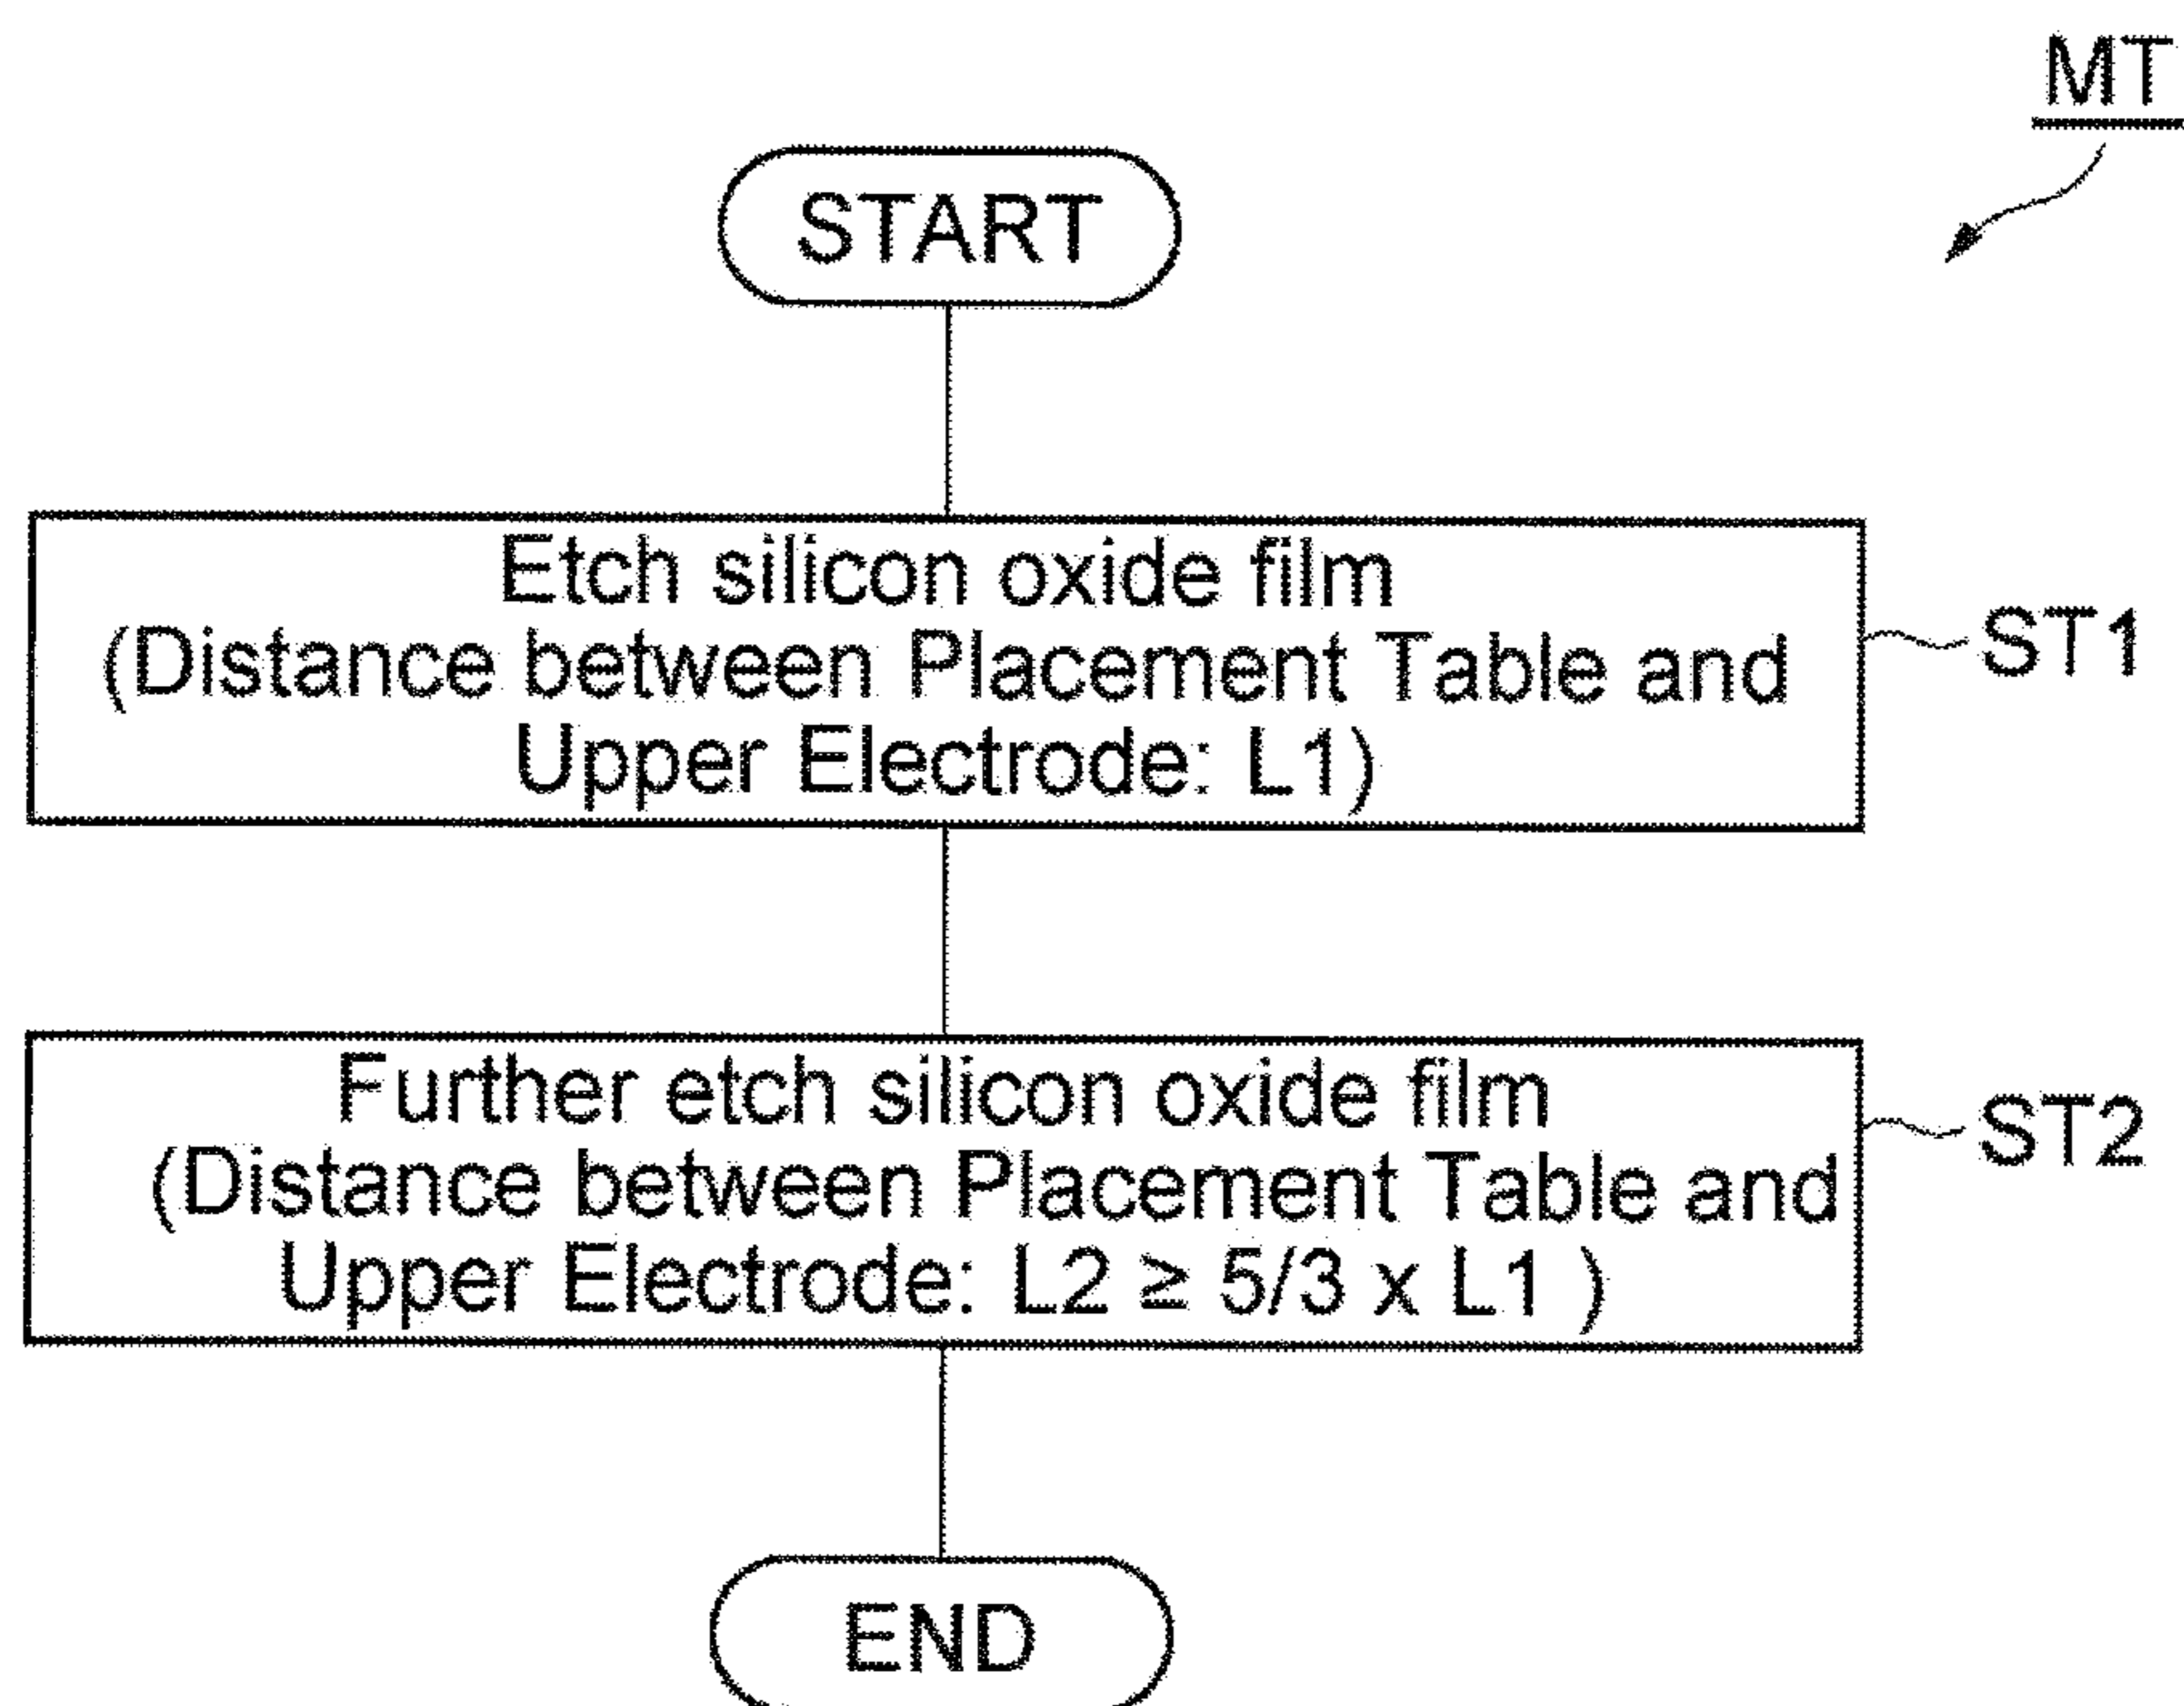 MT
START
Etch silicon oxide film
(Distance between Placement Table and
Upper Electrode: L1)
ST1
Further etch silicon oxide film
(Distance between Placement Table and
Upper Electrode: L2 ≥ 5/3 x L1 )
ST2
END